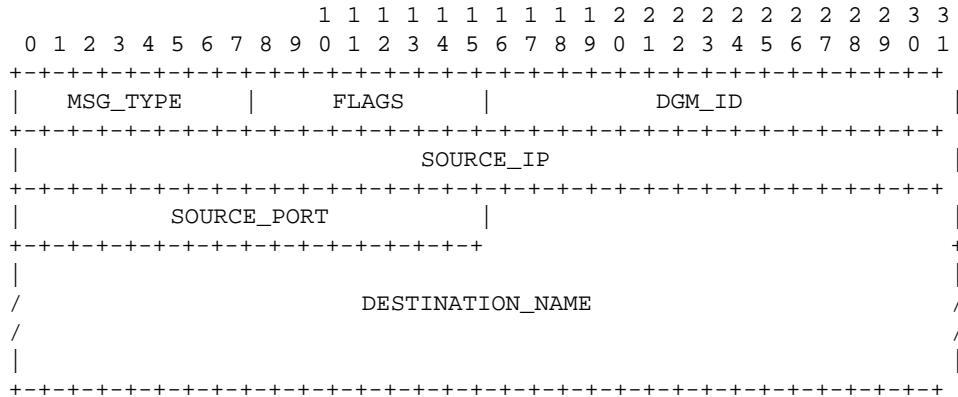 1 1 1 1 1 1 1 1 1 1 2 2 2 2 2 2 2 2 2 2 3 3
0 1 2 3 4 5 6 7 8 9 0 1 2 3 4 5 6 7 8 9 0 1 2 3 4 5 6 7 8 9 0 1
+-+-+-+-+-+-+-+-+-+-+-+-+-+-+-+-+-+-+-+-+-+-+-+-+-+-+-+-+-+-+-+-+
| MSG_TYPE | FLAGS | DGM_ID |
+-+-+-+-+-+-+-+-+-+-+-+-+-+-+-+-+-+-+-+-+-+-+-+-+-+-+-+-+-+-+-+-+
| SOURCE_IP |
+-+-+-+-+-+-+-+-+-+-+-+-+-+-+-+-+-+-+-+-+-+-+-+-+-+-+-+-+-+-+-+-+
| SOURCE_PORT | |
+-+-+-+-+-+-+-+-+-+-+-+-+-+-+-+-+ +
| |
/ DESTINATION_NAME /
/ /
| |
+-+-+-+-+-+-+-+-+-+-+-+-+-+-+-+-+-+-+-+-+-+-+-+-+-+-+-+-+-+-+-+-+